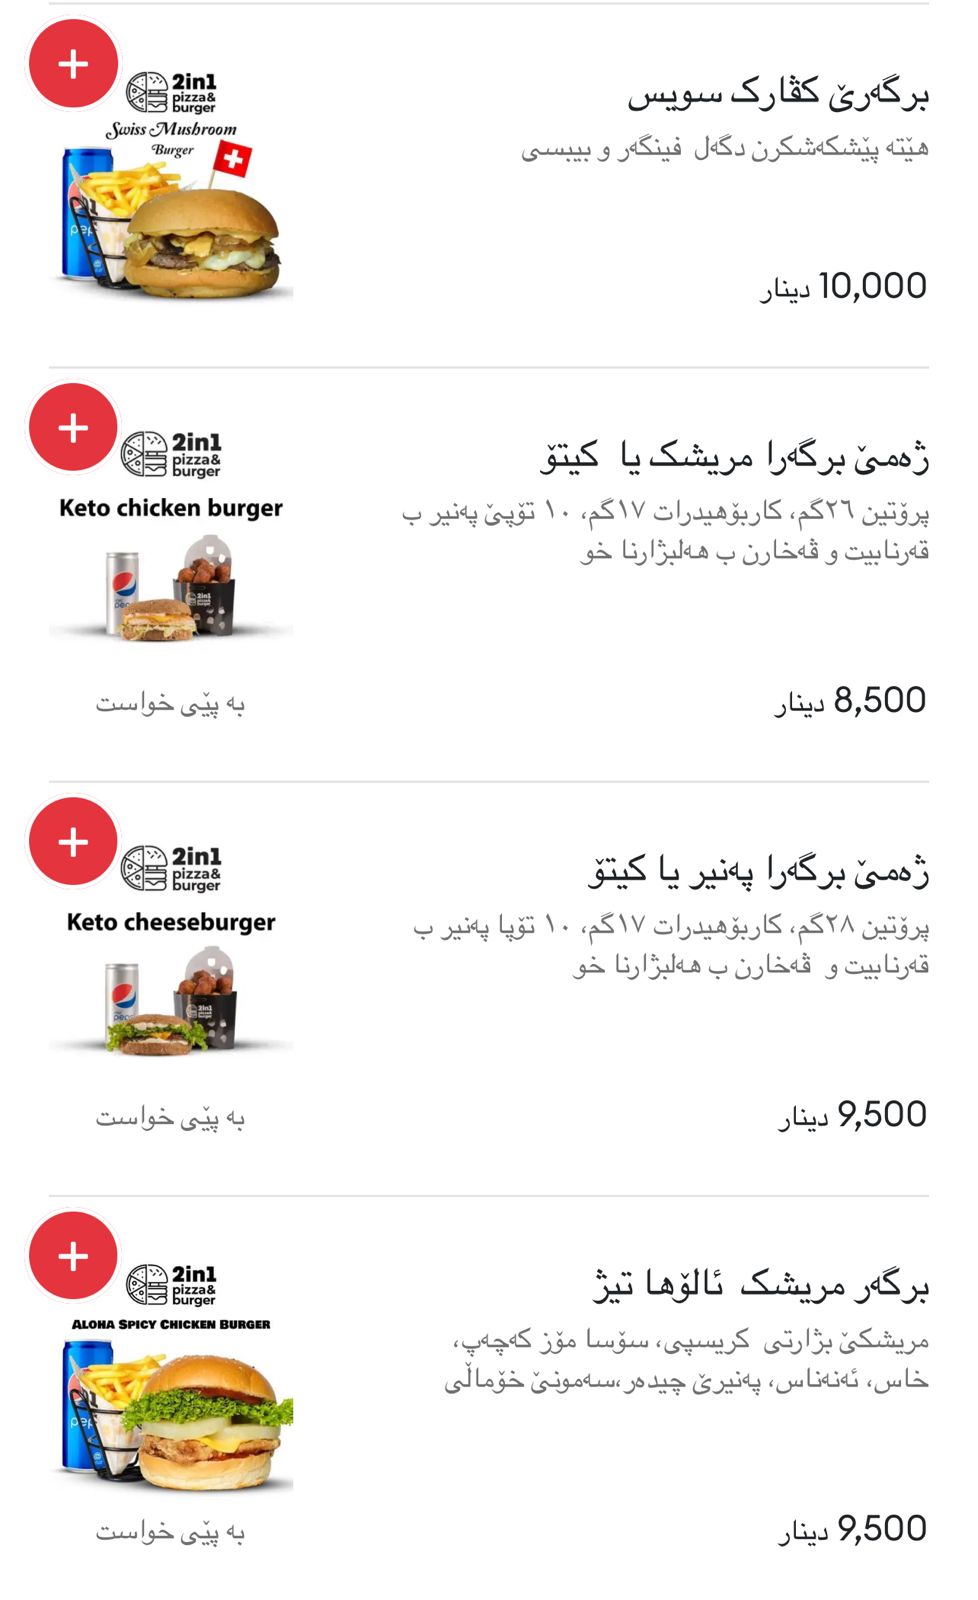 2in1
pizza&
burger
Swiss Mushroom
Burger
برگەرێ کڤارک سویس
هێتە پێشکەشکرن دگەل فینگەر و بیبسی
10,000 دینار
2in1
pizza&
burger
Keto chicken burger
ژەمێ برگەرا مریشک یا کیتۆ
پرۆتین ٢٦گم، کاربۆهیدرات ١٧گم، ١٠ تۆپێ پەنیر ب
قەرنابیت و ڤەخارن ب هەلبژارنا خو
به پێی خواست
8,500 دینار
2in1
pizza&
burger
Keto cheeseburger
ژەمێ برگەرا پەنیر یا کیتۆ
پرۆتین ٢٨گم، کاربۆهیدرات ١٧گم، ١٠ تۆپا پەنیر ب
قەرنابیت و ڤەخارن ب هەلبژارنا خو
به پێی خواست
9,500 دینار
2in1
pizza&
burger
ALOHA SPICY CHICKEN BURGER
برگەر مریشک ئالۆها تیژ
مریشکێ بژارتی کریسپی، سۆسا مۆز کەچەپ،
خاس، ئەنەناس، پەنیرێ چیدەر،سەمونێ خۆماڵی
به پێی خواست
9,500 دینار